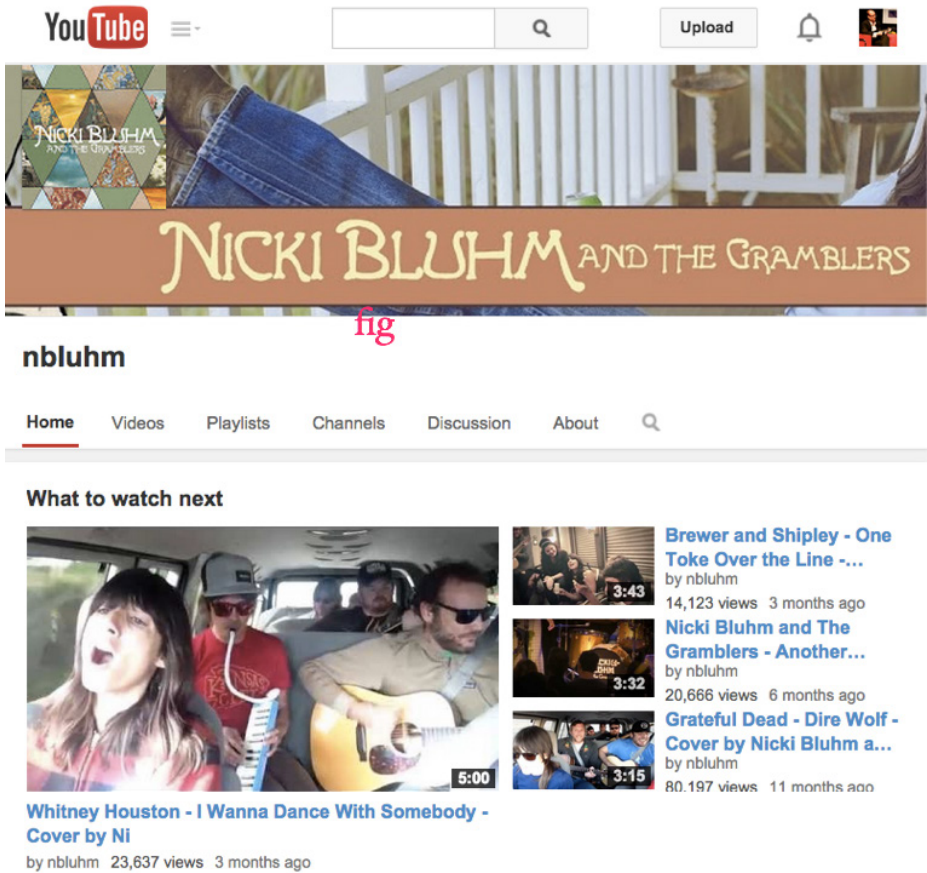 YouTube
Upload
NICKI BLUHM
AND THE GRAMBLERS
NICKI BLUHM AND THE GRAMBLERS
fig
nbluhm
Home Videos Playlists Channels Discussion About
What to watch next
5:00
Whitney Houston - I Wanna Dance With Somebody -
Cover by Ni
by nbluhm 23,637 views 3 months ago
3:43
Brewer and Shipley - One
Toke Over the Line -...
by nbluhm
14,123 views 3 months ago
3:32
Nicki Bluhm and The
Gramblers - Another...
by nbluhm
20,666 views 6 months ago
3:15
Grateful Dead - Dire Wolf -
Cover by Nicki Bluhm a...
by nbluhm
80,197 views 11 months ago